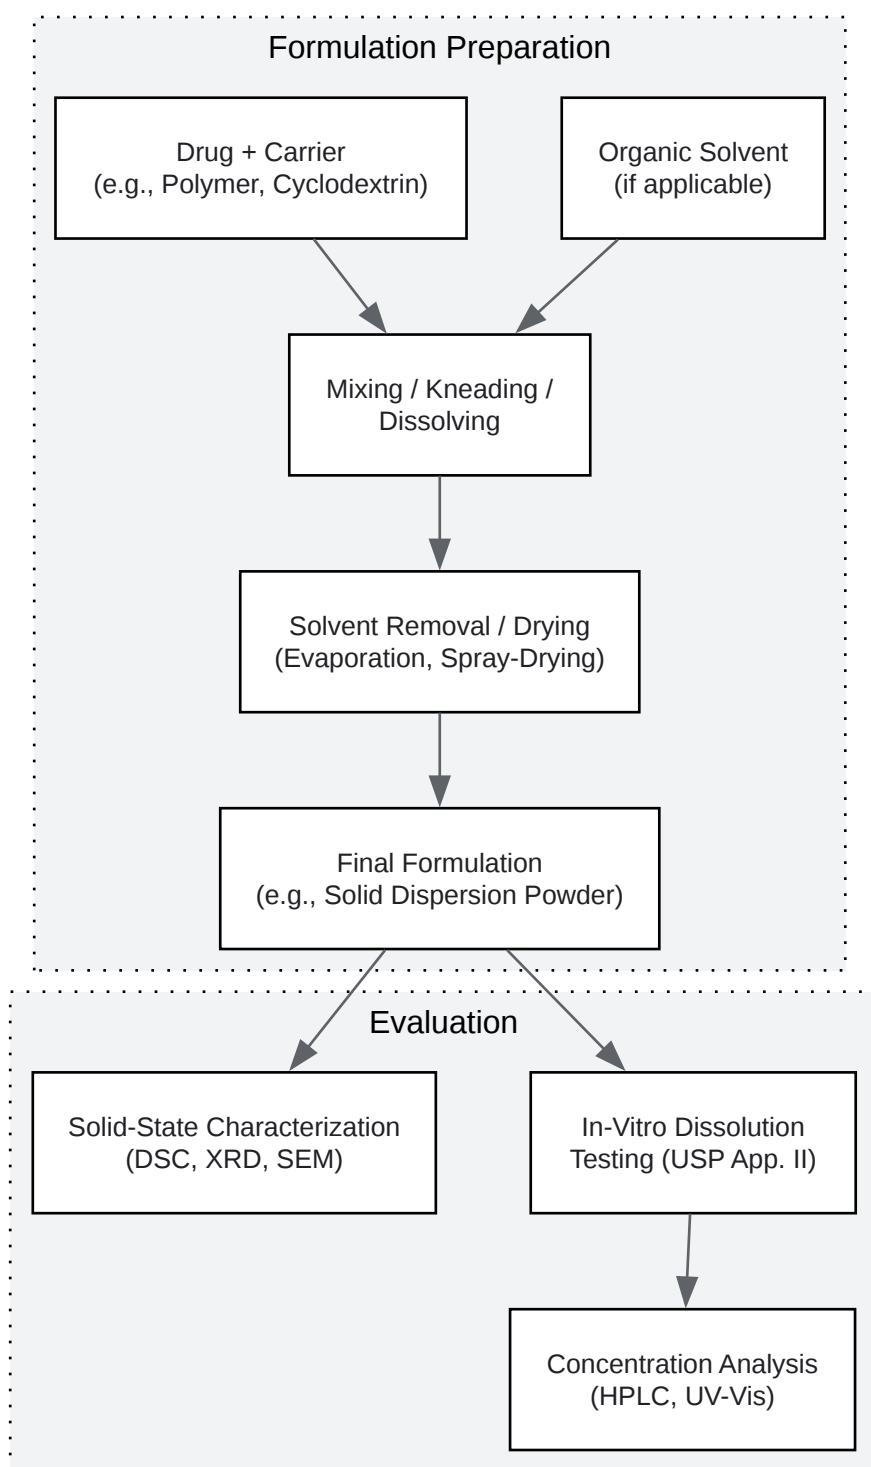 Formulation Preparation
Drug + Carrier
(e.g., Polymer, Cyclodextrin)
Organic Solvent
(if applicable)
Mixing / Kneading /
Dissolving
Solvent Removal / Drying
(Evaporation, Spray-Drying)
Final Formulation
(e.g., Solid Dispersion Powder)
Evaluation
Solid-State Characterization
(DSC, XRD, SEM)
In-Vitro Dissolution
Testing (USP App. II)
Concentration Analysis
(HPLC, UV-Vis)